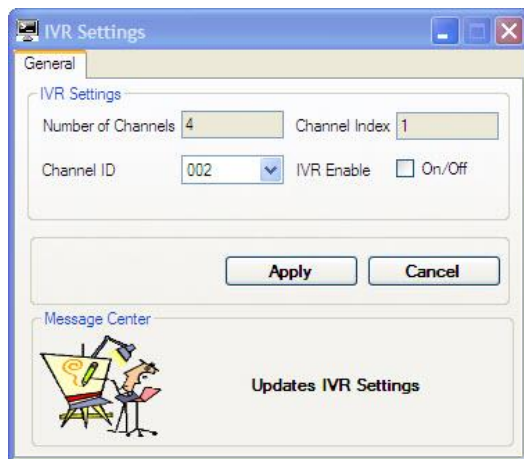 IVR Settings
General
IVR Settings
Number of Channels 4 Channel Index 1
Channel ID 002 IVR Enable On/Off
Apply Cancel
Message Center
Updates IVR Settings